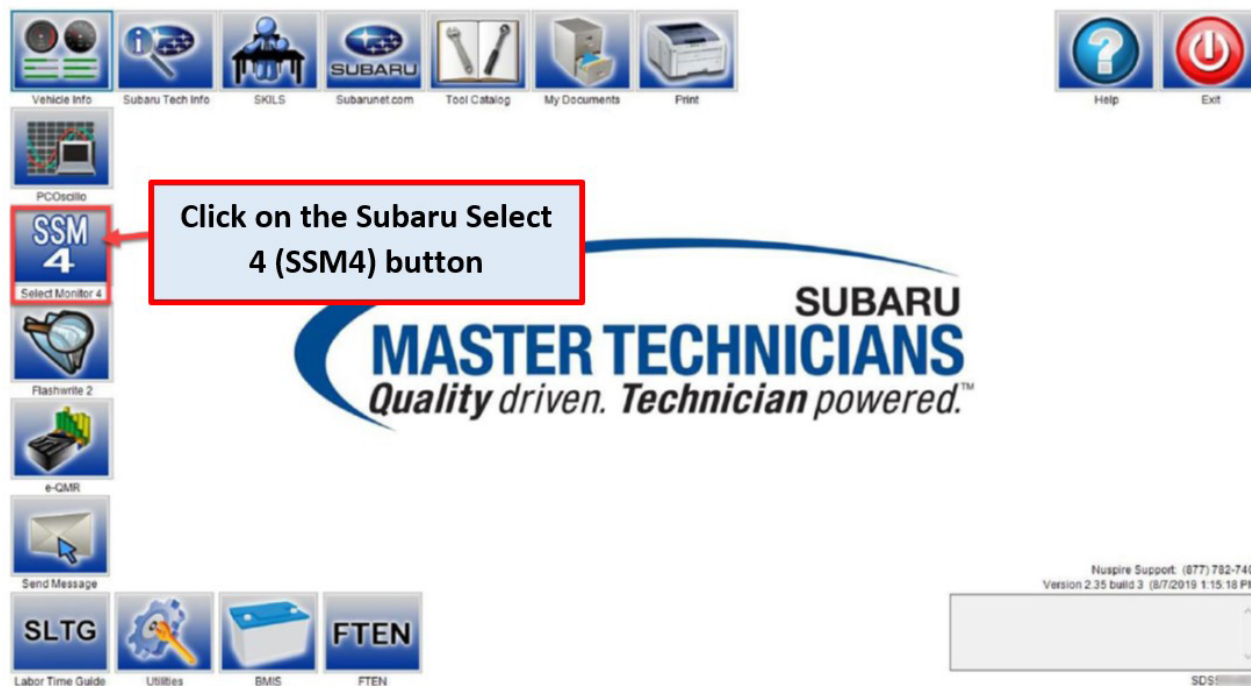 SUBARU
Vehicle Info
Subaru Tech Info
SKILS
Subarunet.com
Tool Catalog
My Documents
Print
Help
Exit
PCOscillo
SSM
4
Select Monitor 4
Click on the Subaru Select
4 (SSM4) button
SUBARU
MASTER TECHNICIANS
Quality driven. Technician powered.™
Flashwrite 2
e-QMR
Send Message
Nuspire Support: (877) 782-740
Version 2.35 build 3 (8/7/2019 1:15:18 PM
SLTG
FTEN
Labor Time Guide
Utilities
BMIS
FTEN